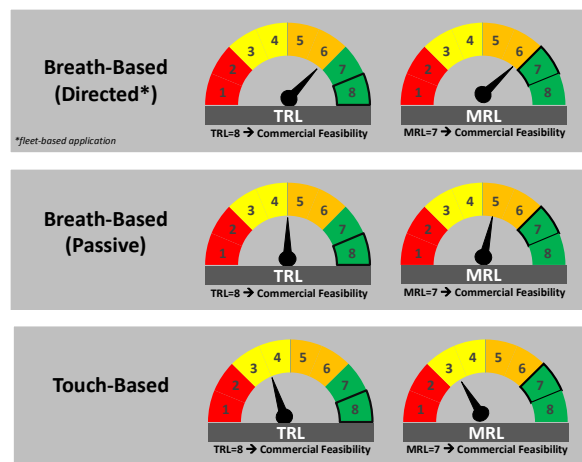 Breath-Based
(Directed*)
*fleet-based application
1 2 3 4 5 6 7 8
TRL
TRL=8 → Commercial Feasibility
1 2 3 4 5 6 7 8
MRL
MRL=7 → Commercial Feasibility
Breath-Based
(Passive)
1 2 3 4 5 6 7 8
TRL
TRL=8 → Commercial Feasibility
1 2 3 4 5 6 7 8
MRL
MRL=7 → Commercial Feasibility
Touch-Based
1 2 3 4 5 6 7 8
TRL
TRL=8 → Commercial Feasibility
1 2 3 4 5 6 7 8
MRL
MRL=7 → Commercial Feasibility